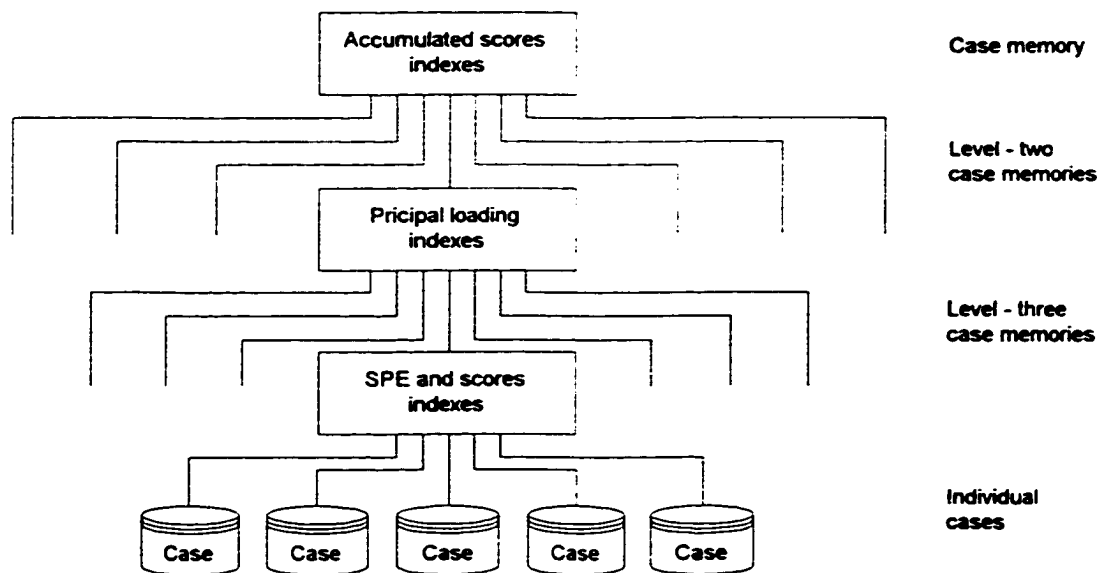 Accumulated scores
indexes
Case memory
Level - two
case memories
Pricipal loading
indexes
Level - three
case memories
SPE and scores
indexes
Individual
cases
Case
Case
Case
Case
Case